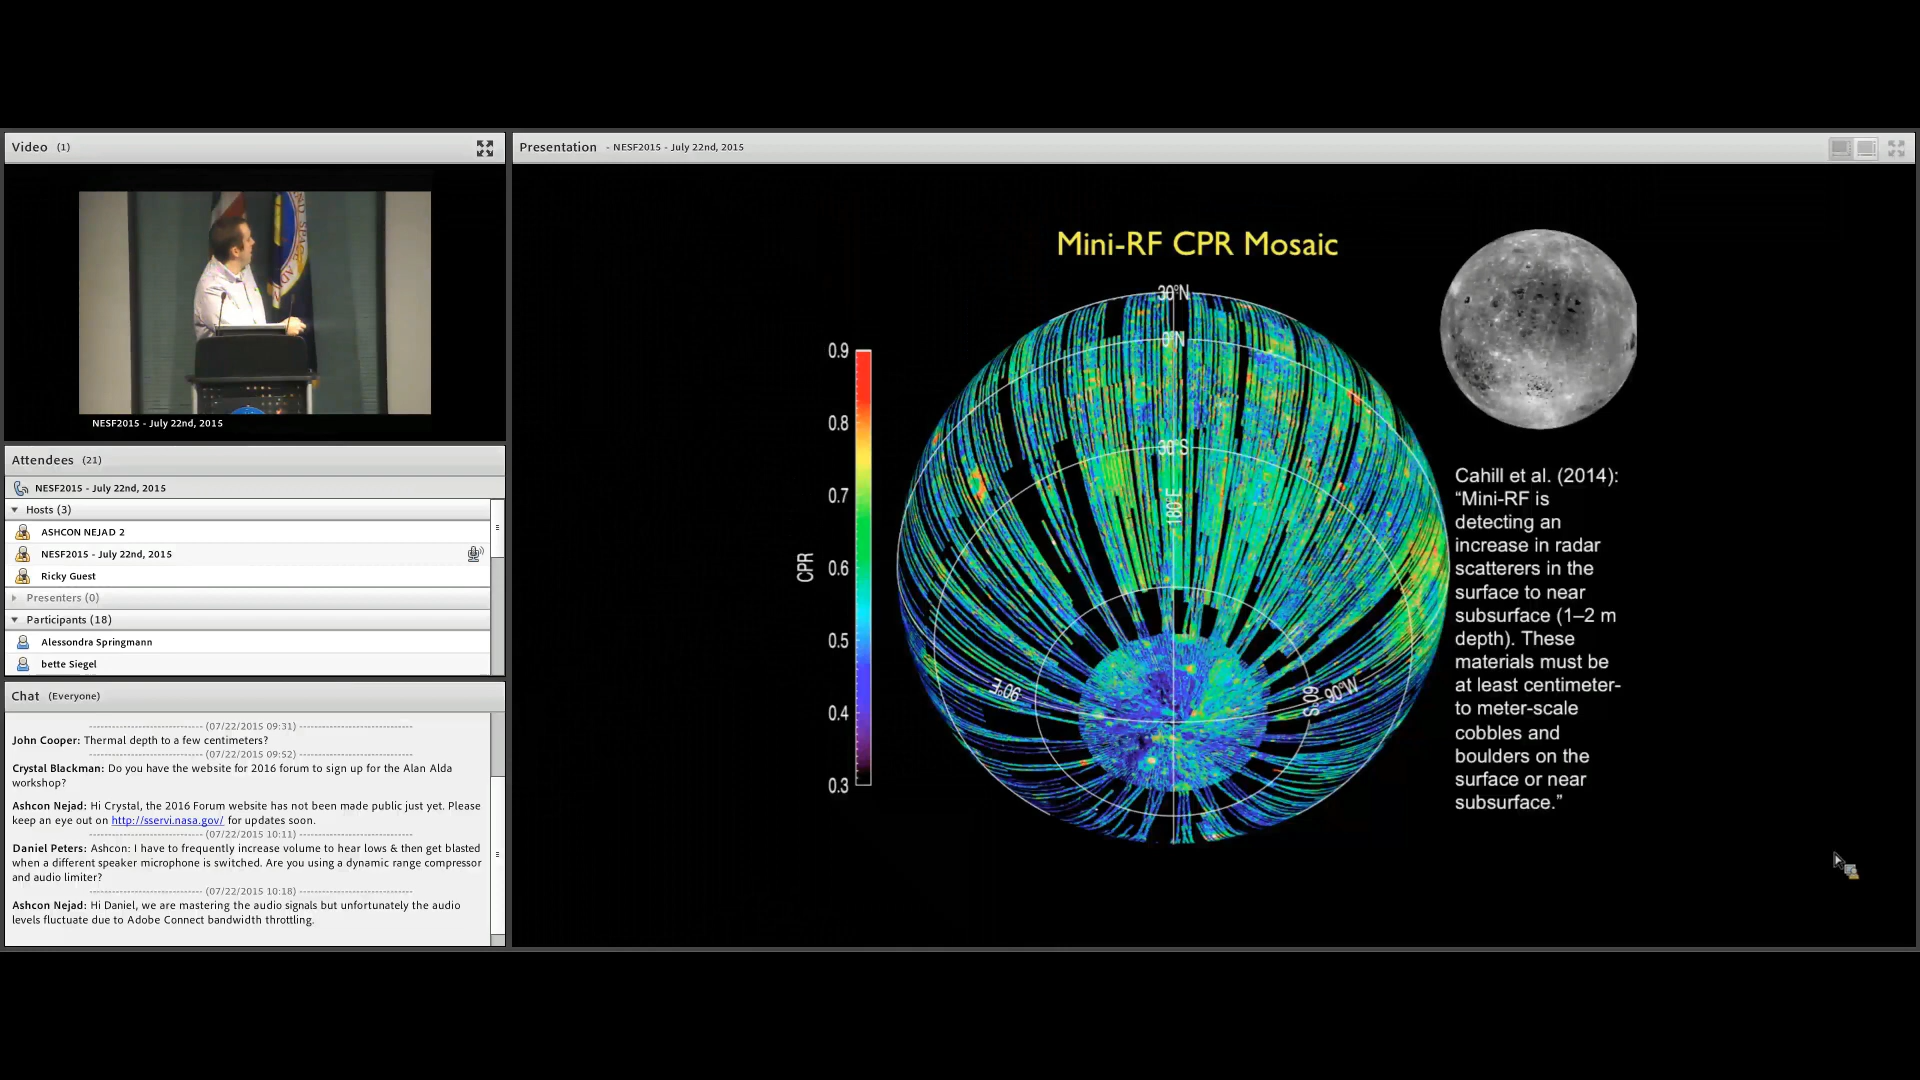 Video (1)
NESF2015 - July 22nd, 2015
Attendees (21)
NESF2015 - July 22nd, 2015
Hosts (3)
ASHCON NEJAD 2
NESF2015 - July 22nd, 2015
Ricky Guest
Presenters (0)
Participants (18)
Alessondra Springmann
bette Siegel
Chat (Everyone)
(07/22/2015 09:31)
John Cooper: Thermal depth to a few centimeters?
(07/22/2015 09:52)
Crystal Blackman: Do you have the website for 2016 forum to sign up for the Alan Alda
workshop?
Ashcon Nejad: Hi Crystal, the 2016 Forum website has not been made public just yet. Please
keep an eye out on http://sservi.nasa.gov/ for updates soon.
(07/22/2015 10:11)
Daniel Peters: Ashcon: I have to frequently increase volume to hear lows & then get blasted
when a different speaker microphone is switched. Are you using a dynamic range compressor
and audio limiter?
(07/22/2015 10:18)
Ashcon Nejad: Hi Daniel, we are mastering the audio signals but unfortunately the audio
levels fluctuate due to Adobe Connect bandwidth throttling.
Presentation - NESF2015 - July 22nd, 2015
Mini-RF CPR Mosaic
0.9
0.8
0.7
0.6
0.5
0.4
0.3
CPR
30°N
0°N
30°S
180°E
90°E
60°S
90°W
Cahill et al. (2014):
“Mini-RF is
detecting an
increase in radar
scatterers in the
surface to near
subsurface (1–2 m
depth). These
materials must be
at least centimeter-
to meter-scale
cobbles and
boulders on the
surface or near
subsurface.”